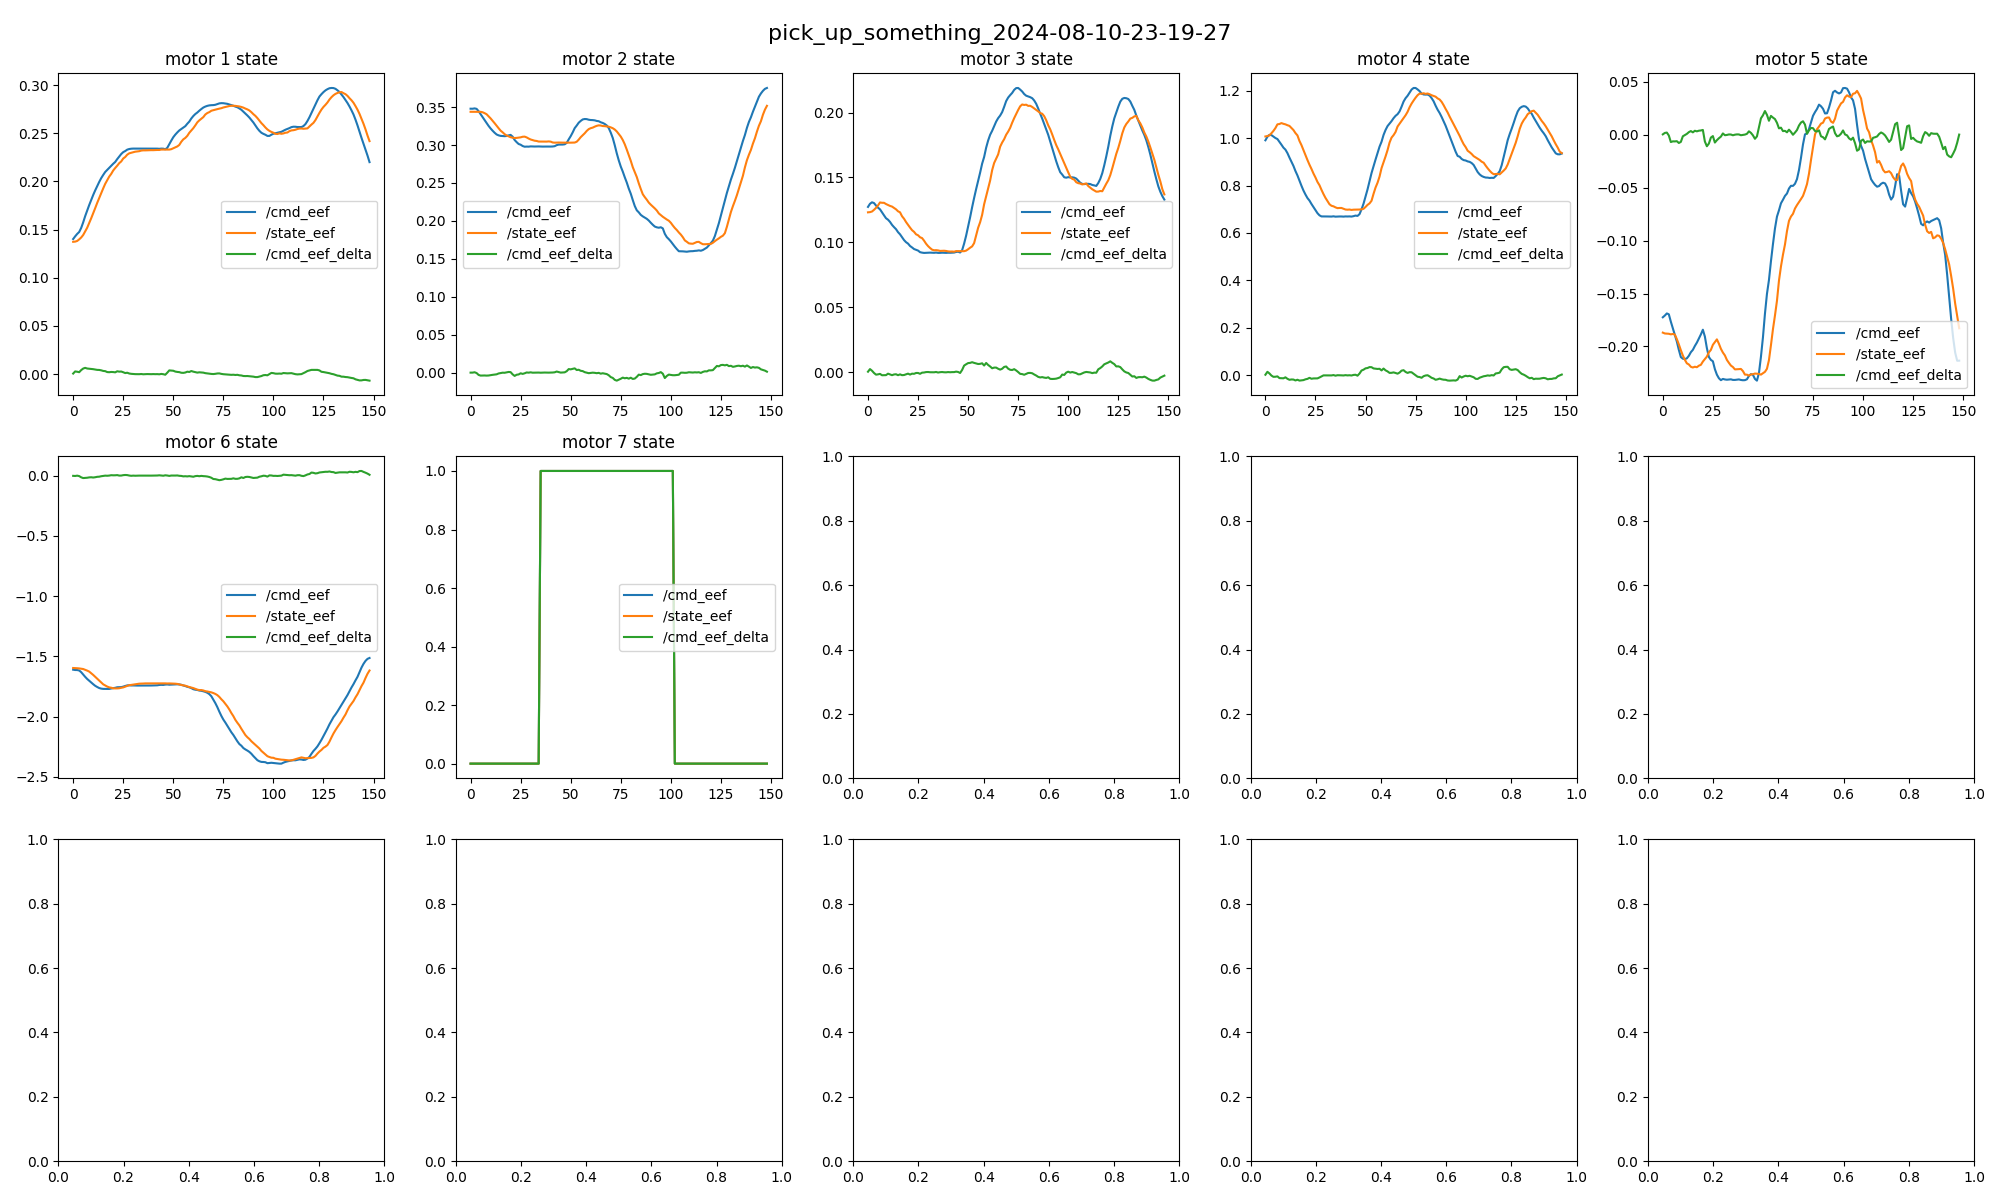 pick_up_something_2024-08-10-23-19-27
motor 1 state
0.30
0.25
0.20
0.15
0.10
0.05
0.00
0 25 50 75 100 125 150
/cmd_eef
/state_eef
/cmd_eef_delta
motor 2 state
0.35
0.30
0.25
0.20
0.15
0.10
0.05
0.00
0 25 50 75 100 125 150
/cmd_eef
/state_eef
/cmd_eef_delta
motor 3 state
0.20
0.15
0.10
0.05
0.00
0 25 50 75 100 125 150
/cmd_eef
/state_eef
/cmd_eef_delta
motor 4 state
1.2
1.0
0.8
0.6
0.4
0.2
0.0
0 25 50 75 100 125 150
/cmd_eef
/state_eef
/cmd_eef_delta
motor 5 state
0.05
0.00
−0.05
−0.10
−0.15
−0.20
0 25 50 75 100 125 150
/cmd_eef
/state_eef
/cmd_eef_delta
motor 6 state
0.0
−0.5
−1.0
−1.5
−2.0
−2.5
0 25 50 75 100 125 150
/cmd_eef
/state_eef
/cmd_eef_delta
motor 7 state
1.0
0.8
0.6
0.4
0.2
0.0
0 25 50 75 100 125 150
/cmd_eef
/state_eef
/cmd_eef_delta
1.0
0.8
0.6
0.4
0.2
0.0
0.0 0.2 0.4 0.6 0.8 1.0
1.0
0.8
0.6
0.4
0.2
0.0
0.0 0.2 0.4 0.6 0.8 1.0
1.0
0.8
0.6
0.4
0.2
0.0
0.0 0.2 0.4 0.6 0.8 1.0
1.0
0.8
0.6
0.4
0.2
0.0
0.0 0.2 0.4 0.6 0.8 1.0
1.0
0.8
0.6
0.4
0.2
0.0
0.0 0.2 0.4 0.6 0.8 1.0
1.0
0.8
0.6
0.4
0.2
0.0
0.0 0.2 0.4 0.6 0.8 1.0
1.0
0.8
0.6
0.4
0.2
0.0
0.0 0.2 0.4 0.6 0.8 1.0
1.0
0.8
0.6
0.4
0.2
0.0
0.0 0.2 0.4 0.6 0.8 1.0